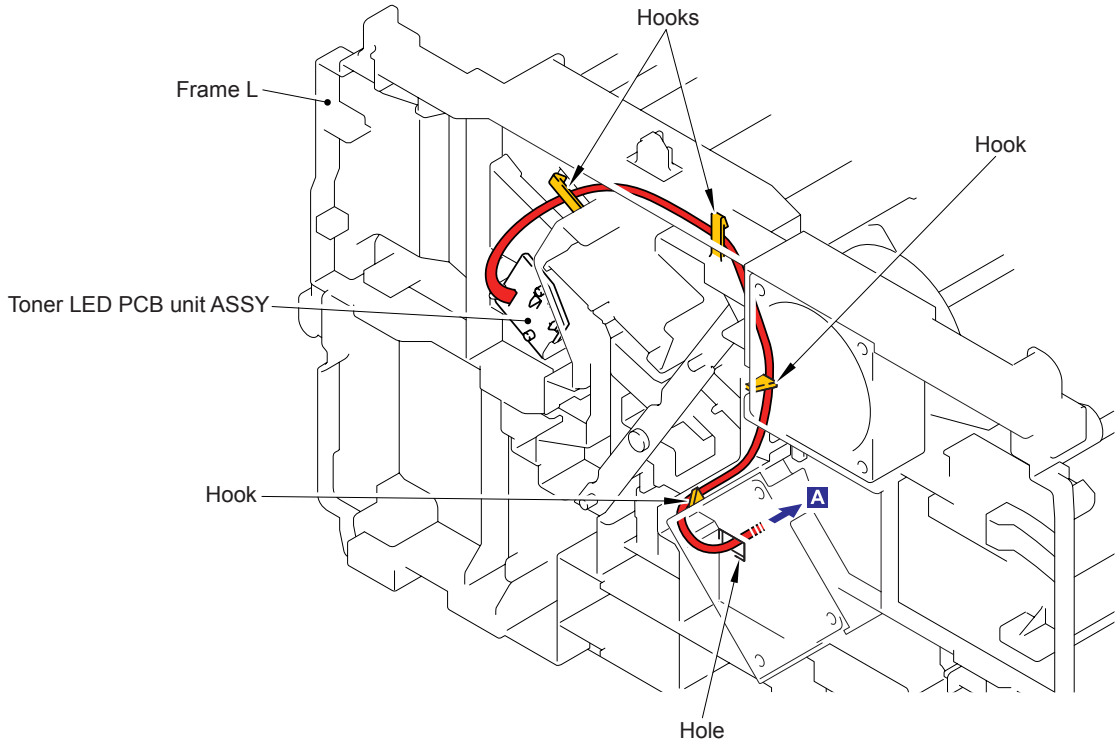 Hooks
Frame L
Hook
Toner LED PCB unit ASSY
Hook
A
Hole